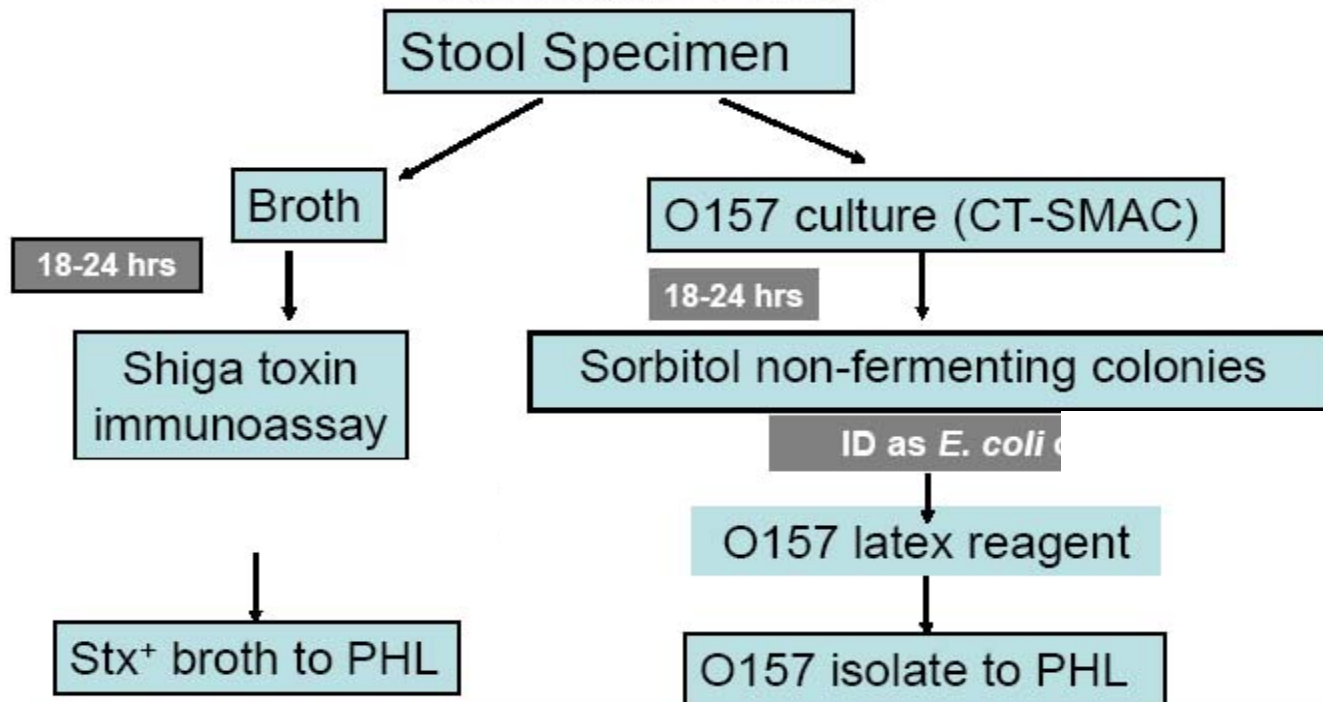 Stool Specimen
Broth
O157 culture (CT-SMAC)
18-24 hrs
18-24 hrs
Shiga toxin
immunoassay
Sorbitol non-fermenting colonies
ID as E. coli
O157 latex reagent
Stx⁺ broth to PHL
O157 isolate to PHL